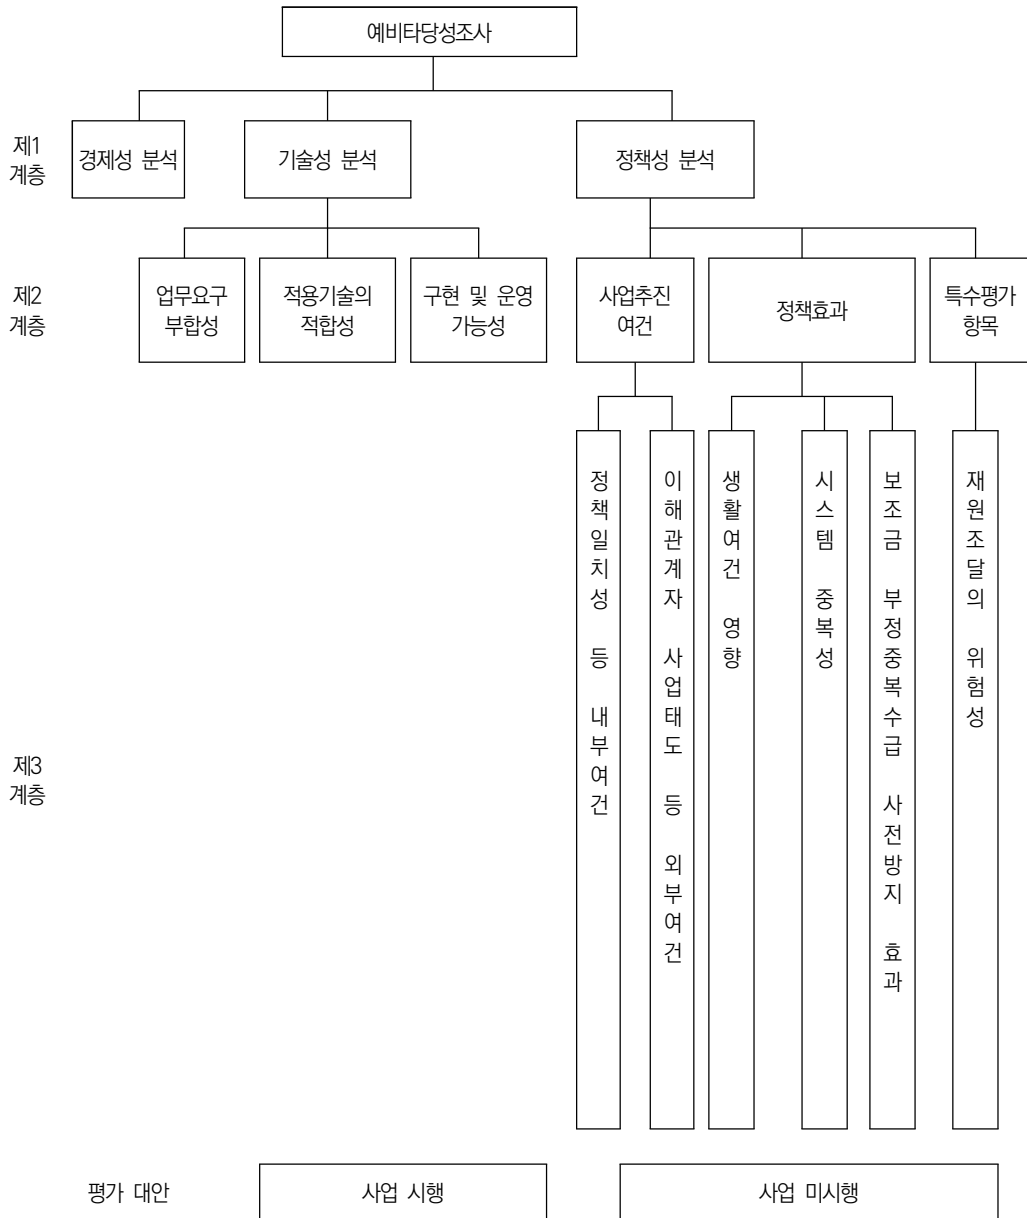 예비타당성조사
제1
계층
경제성 분석
기술성 분석
정책성 분석
제2
계층
업무요구
부합성
적용기술의
적합성
구현 및 운영
가능성
사업추진
여건
정책효과
특수평가
항목
제3
계층
정책일치성 등 내부여건
이해관계자 사업태도 등 외부여건
생활여건 영향
시스템 중복성
보조금 부정중복수급 사전방지 효과
재원조달의 위험성
평가 대안
사업 시행
사업 미시행